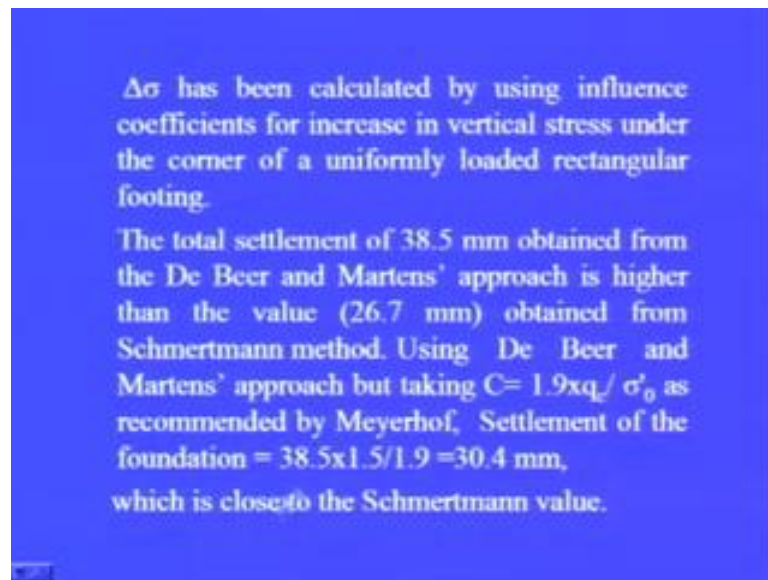 Δσ has been calculated by using influence
coefficients for increase in vertical stress under
the corner of a uniformly loaded rectangular
footing.
The total settlement of 38.5 mm obtained from
the De Beer and Martens' approach is higher
than the value (26.7 mm) obtained from
Schmertmann method. Using De Beer and
Martens' approach but taking C= 1.9xqc/ σ'₀ as
recommended by Meyerhof, Settlement of the
foundation = 38.5x1.5/1.9 =30.4 mm,
which is close to the Schmertmann value.